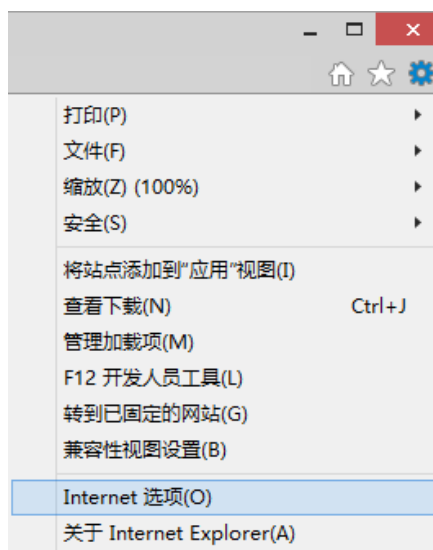 打印(P)
文件(F)
缩放(Z) (100%)
安全(S)
将站点添加到“应用”视图(I)
查看下载(N) Ctrl+J
管理加载项(M)
F12 开发人员工具(L)
转到已固定的网站(G)
兼容性视图设置(B)
Internet 选项(O)
关于 Internet Explorer(A)